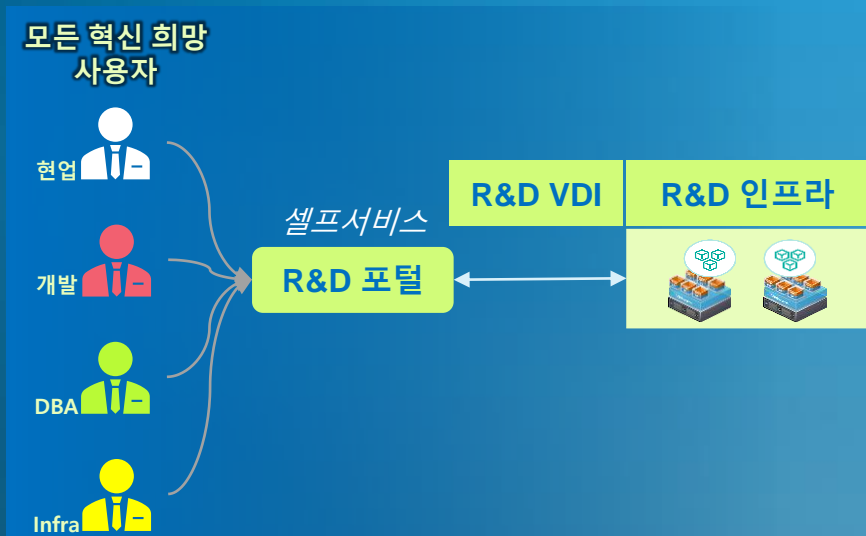 모든 혁신 희망
사용자
현업
개발
DBA
Infra
셀프서비스
R&D 포털
R&D VDI
R&D 인프라